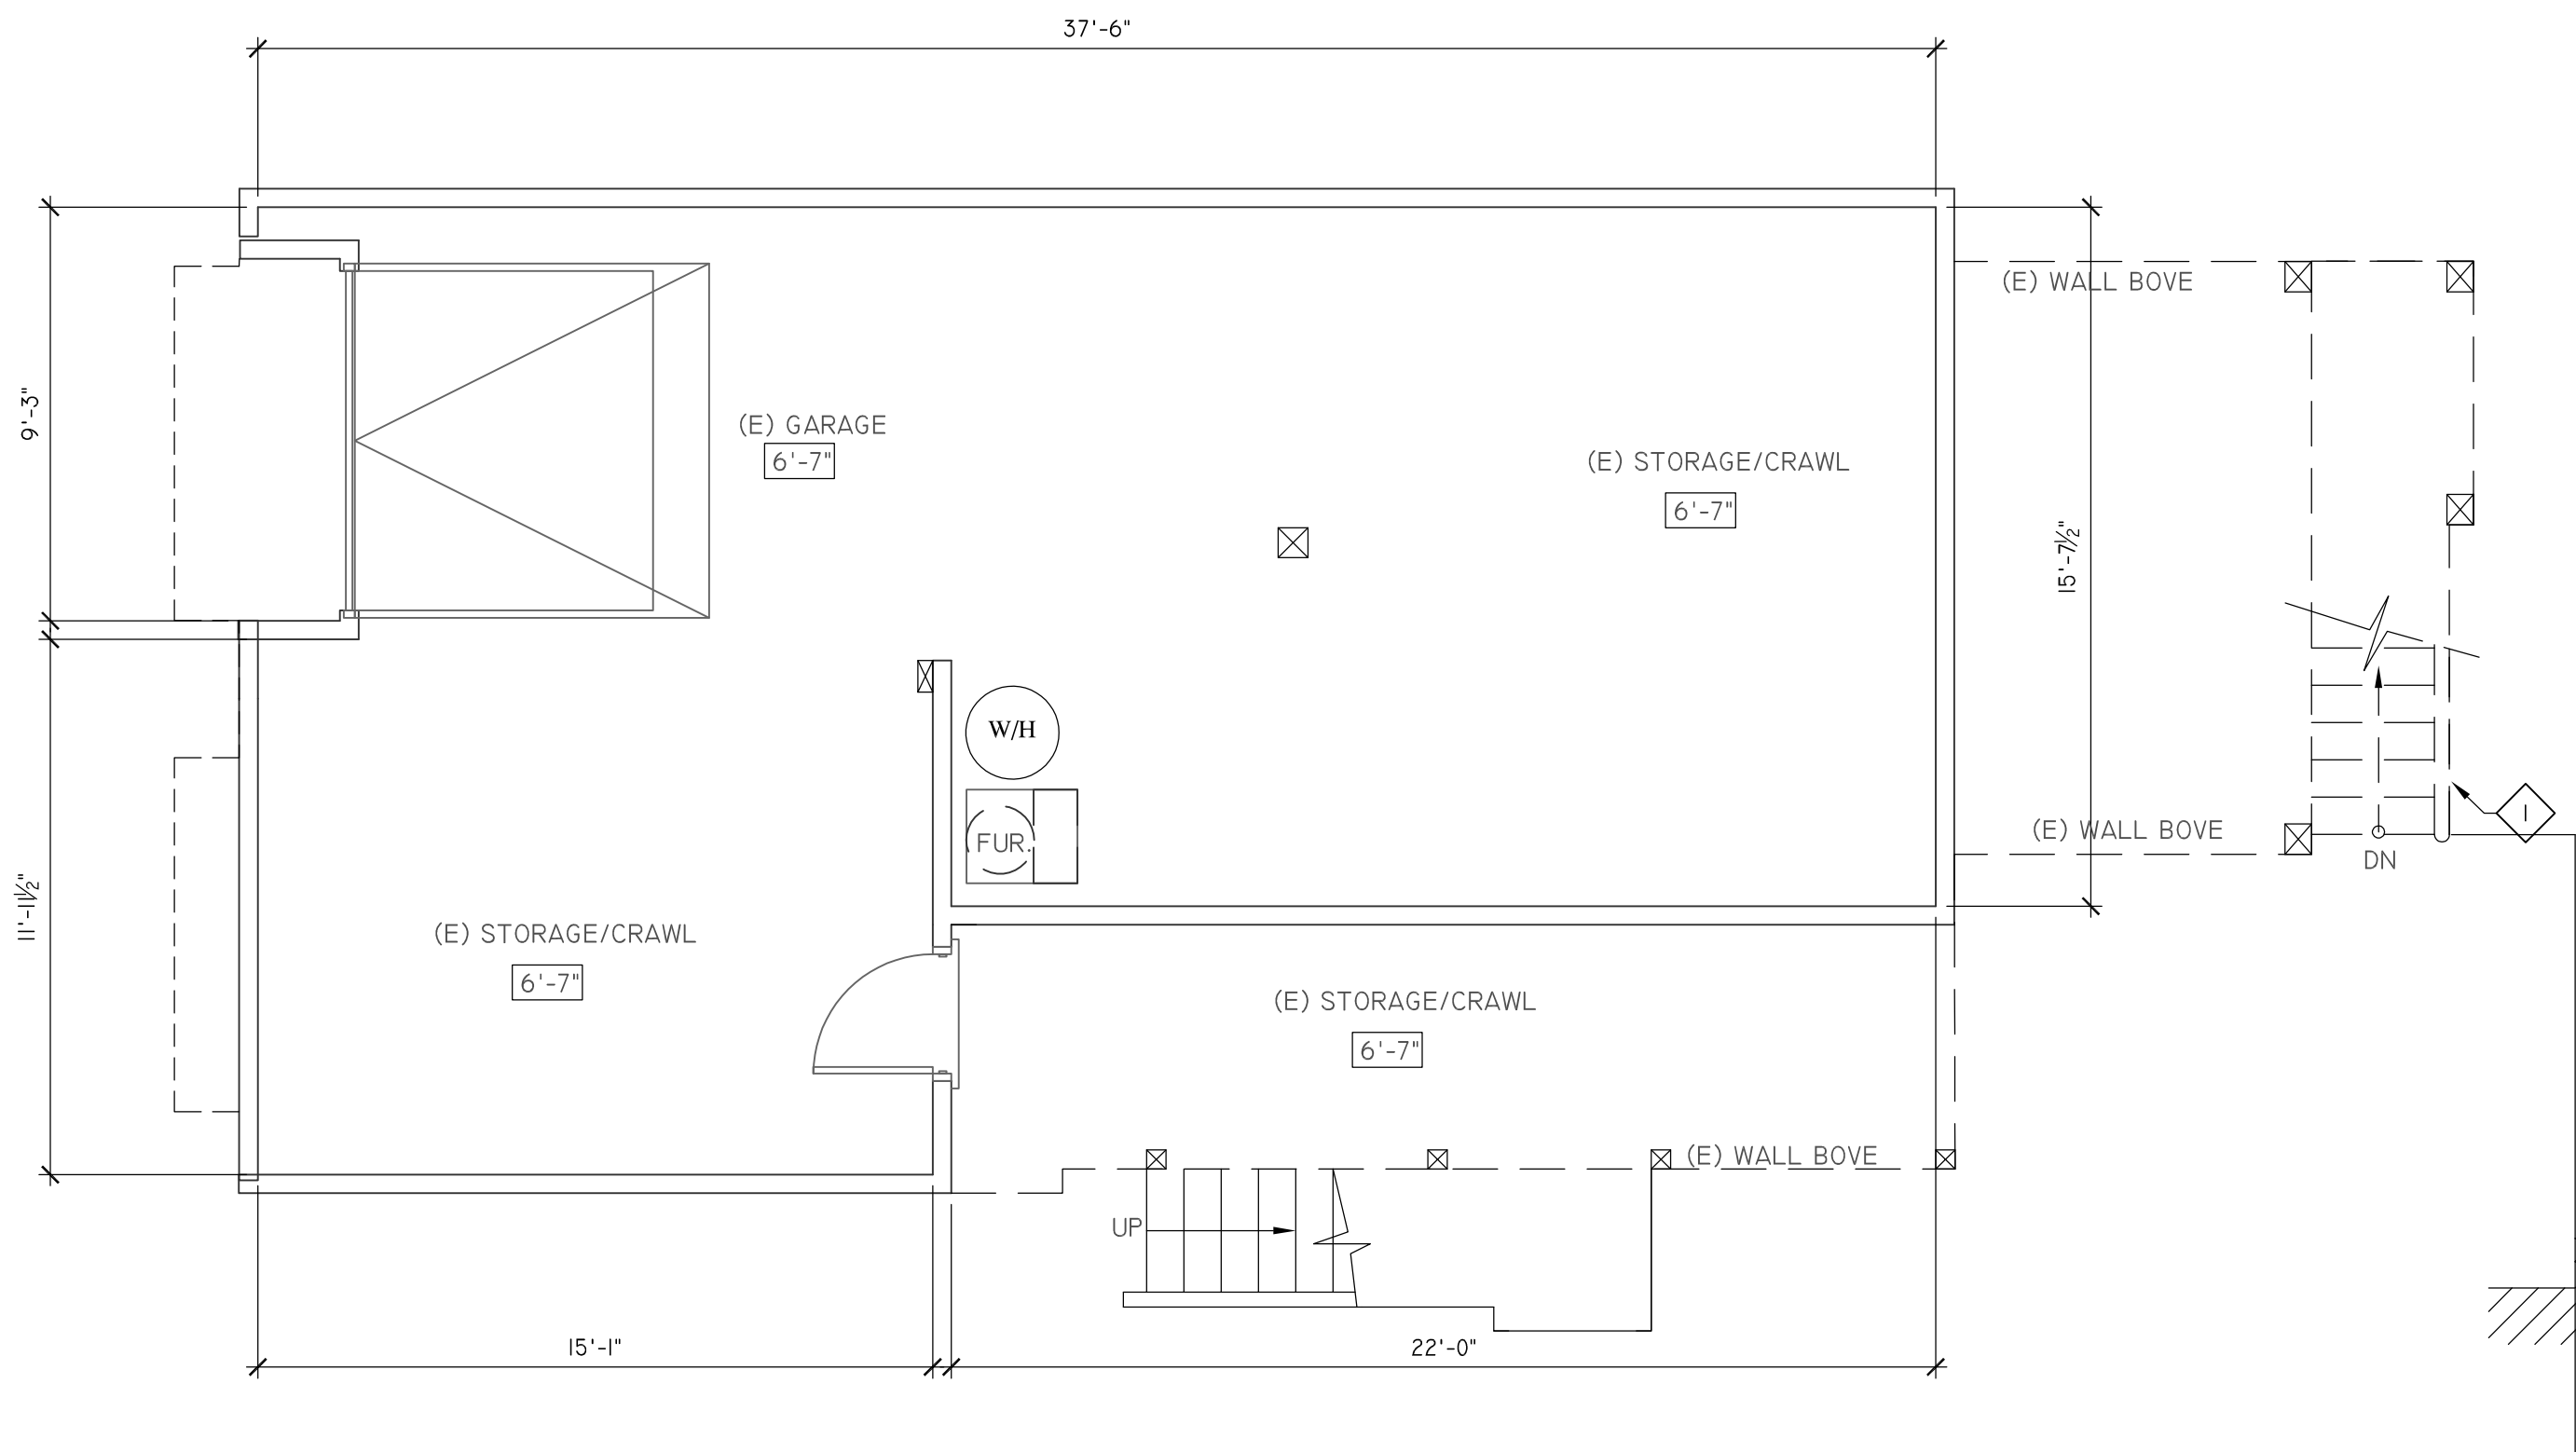 37'-6"
(E) WALL BOVE
9'-3"
(E) GARAGE
6'-7"
(E) STORAGE/CRAWL
6'-7"
15'-7½"
W/H
FUR.
(E) WALL BOVE
1
DN
11'-11½"
(E) STORAGE/CRAWL
6'-7"
(E) STORAGE/CRAWL
6'-7"
(E) WALL BOVE
UP
15'-1"
22'-0"